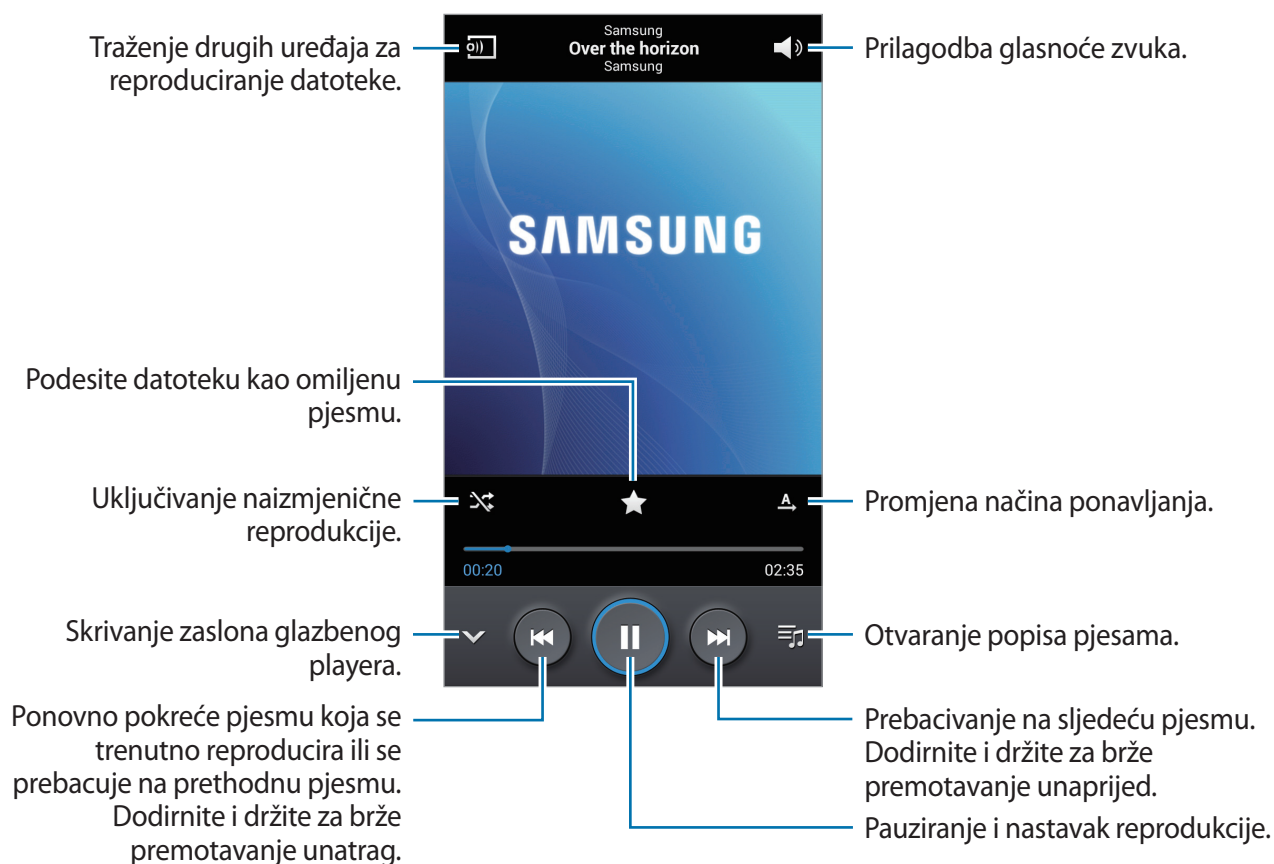 Traženje drugih uređaja za
reproduciranje datoteke.
Samsung
Over the horizon
Samsung
Prilagodba glasnoće zvuka.
SAMSUNG
Podesite datoteku kao omiljenu
pjesmu.
Uključivanje naizmjenične
reprodukcije.
A
Promjena načina ponavljanja.
00:20
02:35
Skrivanje zaslona glazbenog
playera.
Otvaranje popisa pjesama.
Ponovno pokreće pjesmu koja se
trenutno reproducira ili se
prebacuje na prethodnu pjesmu.
Dodirnite i držite za brže
premotavanje unatrag.
Prebacivanje na sljedeću pjesmu.
Dodirnite i držite za brže
premotavanje unaprijed.
Pauziranje i nastavak reprodukcije.